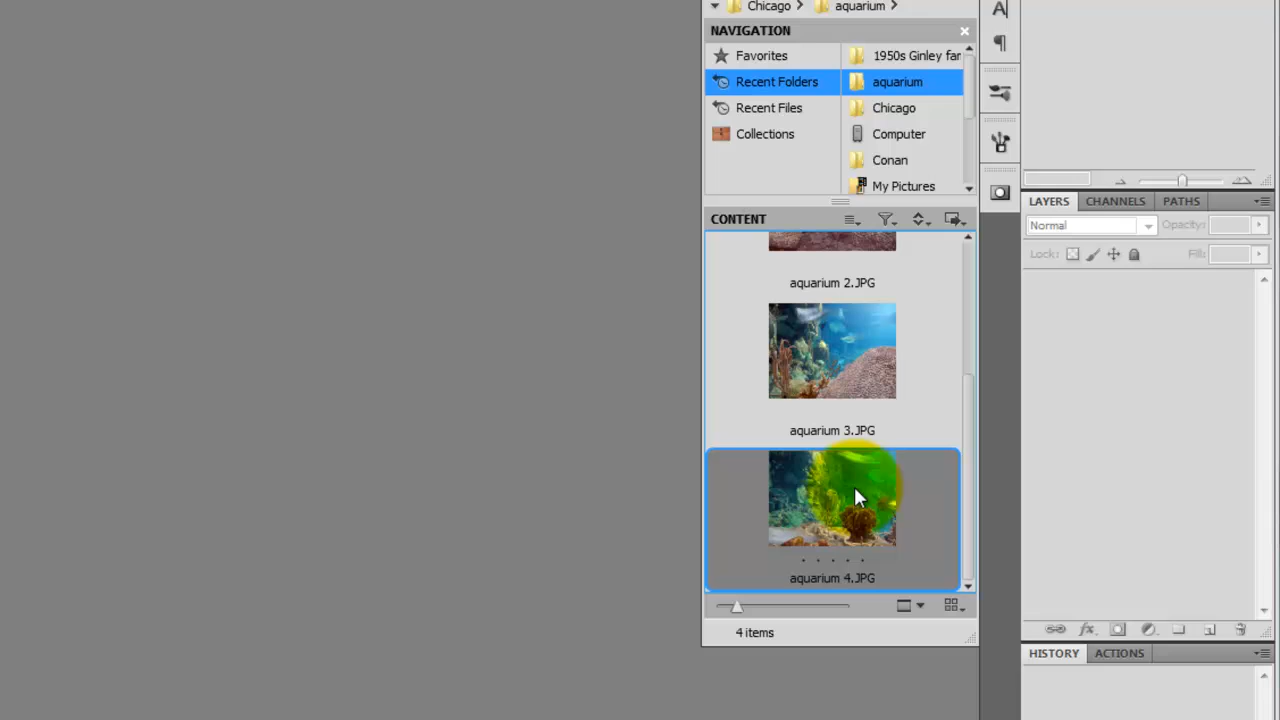 Chicago > aquarium >
NAVIGATION
Favorites
Recent Folders
Recent Files
Collections
1950s Ginley fam
aquarium
Chicago
Computer
Conan
My Pictures
CONTENT
aquarium 2.JPG
aquarium 3.JPG
aquarium 4.JPG
4 items
A
LAYERS CHANNELS PATHS
Normal Opacity:
Lock: Fill:
fx
HISTORY ACTIONS